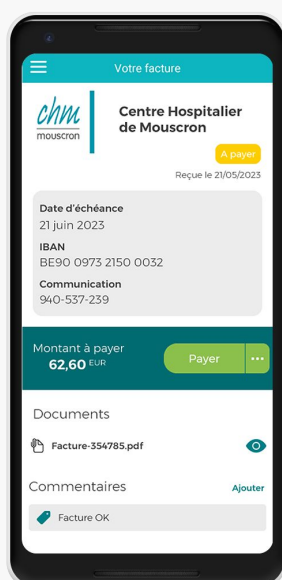 Votre facture
chm
mouscron
Centre Hospitalier
de Mouscron
A payer
Reçue le 21/05/2023
Date d'échéance
21 juin 2023
IBAN
BE90 0973 2150 0032
Communication
940-537-239
Montant à payer
62,60 EUR
Payer
Documents
Facture-354785.pdf
Commentaires
Ajouter
Facture OK